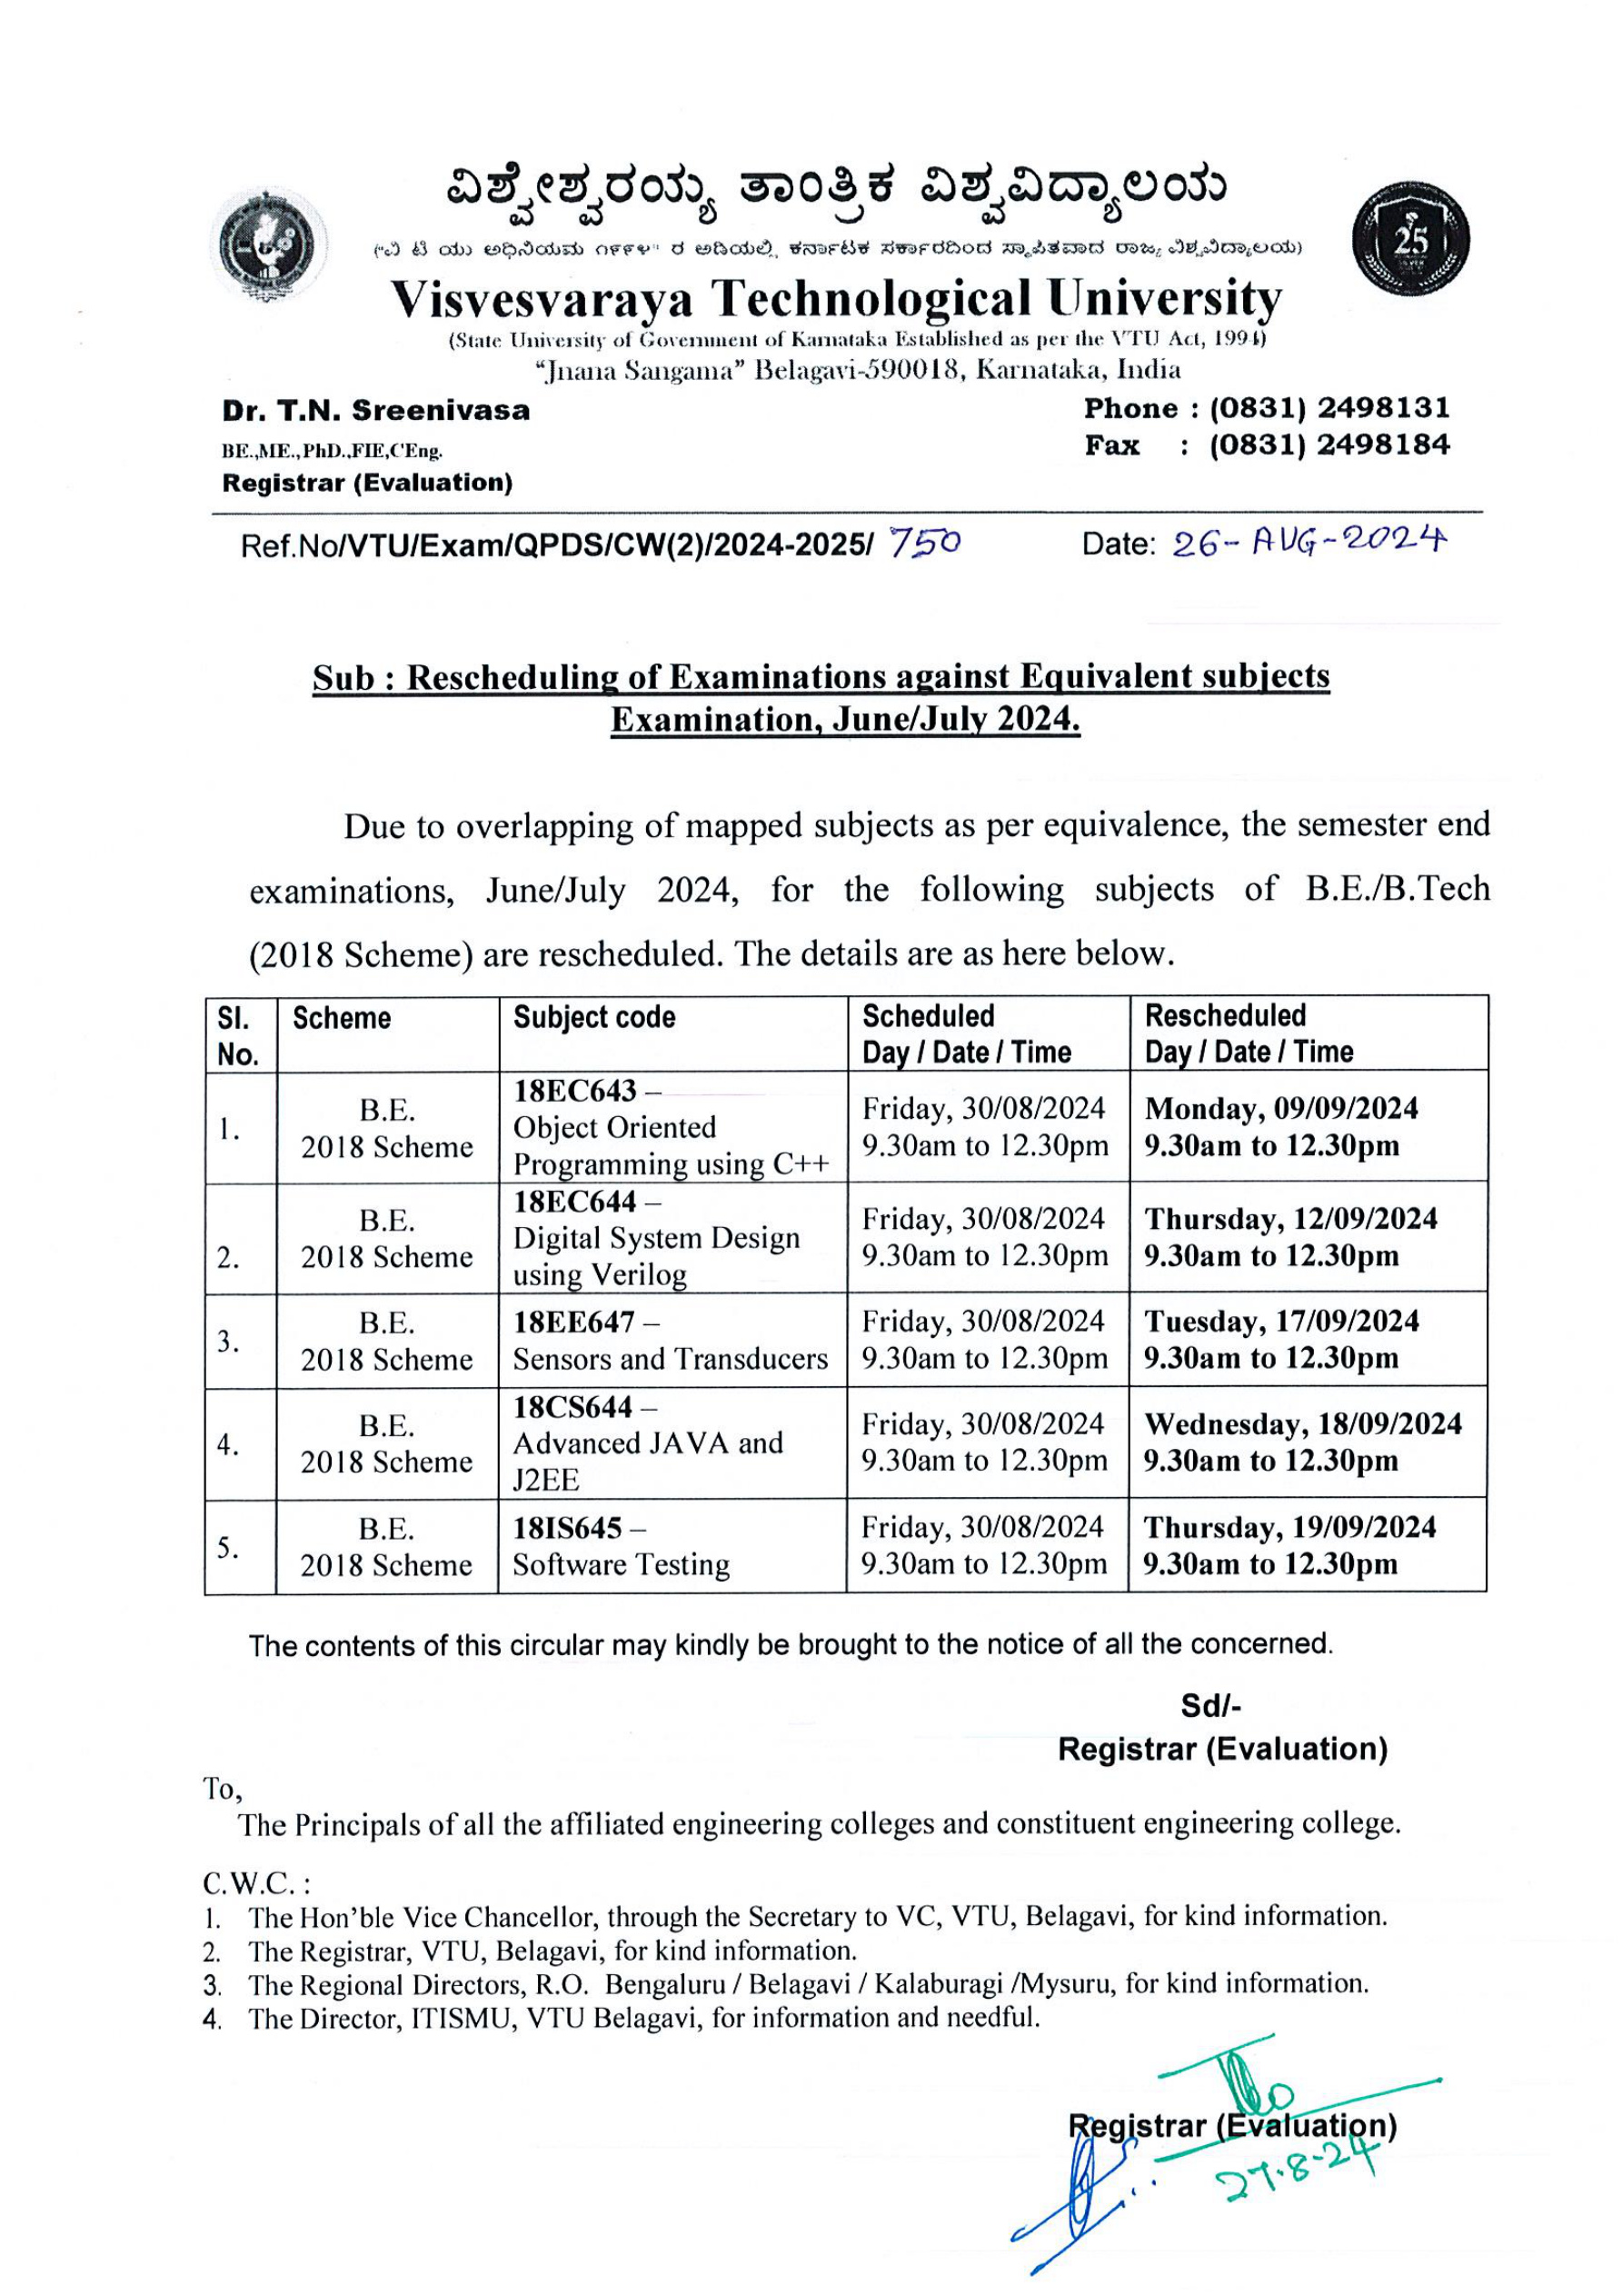 ವಿಶ್ವೇಶ್ವರಯ್ಯ ತಾಂತ್ರಿಕ ವಿಶ್ವವಿದ್ಯಾಲಯ
("ವಿ ಟಿ ಯು ಅಧಿನಿಯಮ ೧೯೯೪" ರ ಅಡಿಯಲ್ಲಿ ಕರ್ನಾಟಕ ಸರ್ಕಾರದಿಂದ ಸ್ಥಾಪಿತವಾದ ರಾಜ್ಯ ವಿಶ್ವವಿದ್ಯಾಲಯ)
25
Visvesvaraya Technological University
(State University of Government of Karnataka Established as per the VTU Act, 1994)
“Jnana Sangama” Belagavi-590018, Karnataka, India
Dr. T.N. Sreenivasa
BE.,ME.,PhD.,FIE,C'Eng.
Registrar (Evaluation)
Phone : (0831) 2498131
Fax : (0831) 2498184
Ref.No/VTU/Exam/QPDS/CW(2)/2024-2025/ 750 Date: 26-AUG-2024
Sub : Rescheduling of Examinations against Equivalent subjects
Examination, June/July 2024.
Due to overlapping of mapped subjects as per equivalence, the semester end
examinations, June/July 2024, for the following subjects of B.E./B.Tech
(2018 Scheme) are rescheduled. The details are as here below.
Sl. No. Scheme Subject code Scheduled Day / Date / Time Rescheduled Day / Date / Time
1. B.E. 2018 Scheme 18EC643 – Object Oriented Programming using C++ Friday, 30/08/2024 9.30am to 12.30pm Monday, 09/09/2024 9.30am to 12.30pm
2. B.E. 2018 Scheme 18EC644 – Digital System Design using Verilog Friday, 30/08/2024 9.30am to 12.30pm Thursday, 12/09/2024 9.30am to 12.30pm
3. B.E. 2018 Scheme 18EE647 – Sensors and Transducers Friday, 30/08/2024 9.30am to 12.30pm Tuesday, 17/09/2024 9.30am to 12.30pm
4. B.E. 2018 Scheme 18CS644 – Advanced JAVA and J2EE Friday, 30/08/2024 9.30am to 12.30pm Wednesday, 18/09/2024 9.30am to 12.30pm
5. B.E. 2018 Scheme 18IS645 – Software Testing Friday, 30/08/2024 9.30am to 12.30pm Thursday, 19/09/2024 9.30am to 12.30pm
The contents of this circular may kindly be brought to the notice of all the concerned.
Sd/-
Registrar (Evaluation)
To,
The Principals of all the affiliated engineering colleges and constituent engineering college.
C.W.C. :
1. The Hon’ble Vice Chancellor, through the Secretary to VC, VTU, Belagavi, for kind information.
2. The Registrar, VTU, Belagavi, for kind information.
3. The Regional Directors, R.O. Bengaluru / Belagavi / Kalaburagi /Mysuru, for kind information.
4. The Director, ITISMU, VTU Belagavi, for information and needful.
Registrar (Evaluation)
27.8.24